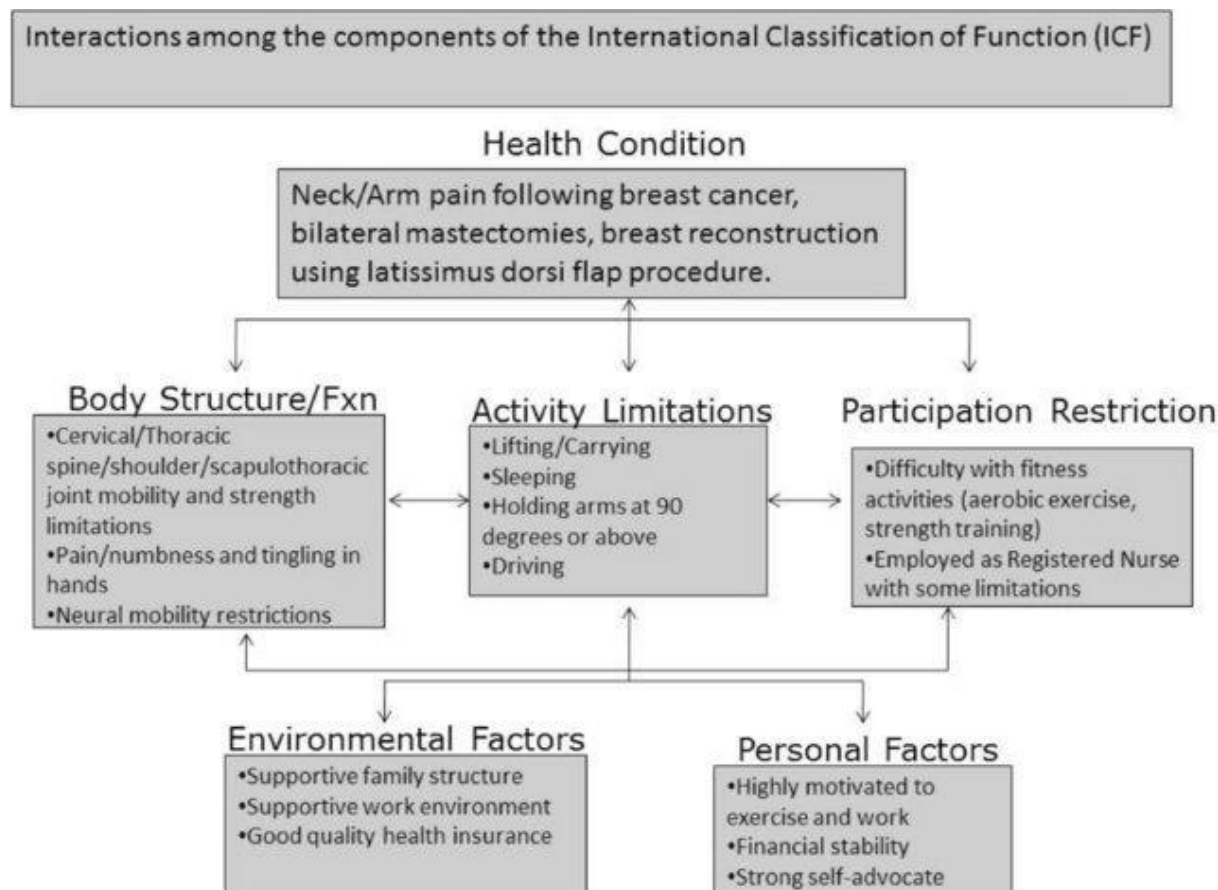 Interactions among the components of the International Classification of Function (ICF)
Health Condition
Neck/Arm pain following breast cancer,
bilateral mastectomies, breast reconstruction
using latissimus dorsi flap procedure.
Body Structure/Fxn
•Cervical/Thoracic
spine/shoulder/scapulothoracic
joint mobility and strength
limitations
•Pain/numbness and tingling in
hands
•Neural mobility restrictions
Activity Limitations
•Lifting/Carrying
•Sleeping
•Holding arms at 90
degrees or above
•Driving
Participation Restriction
•Difficulty with fitness
activities (aerobic exercise,
strength training)
•Employed as Registered Nurse
with some limitations
Environmental Factors
•Supportive family structure
•Supportive work environment
•Good quality health insurance
Personal Factors
•Highly motivated to
exercise and work
•Financial stability
•Strong self-advocate